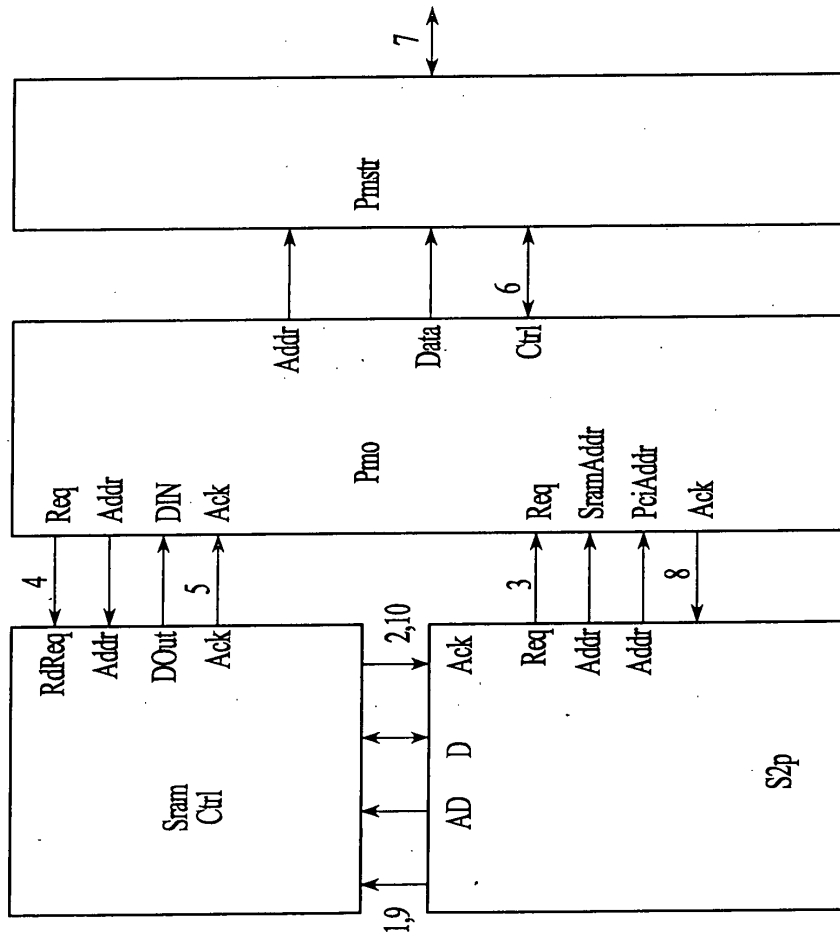 RdReq
Addr
DOut
Ack
Sram
Ctrl
4
5
Req
Addr
DIN
Ack
Pmo
Addr
Data
Ctrl
6
Pmstr
7
1,9
2,10
AD
D
Ack
Req
Addr
Addr
S2p
3
8
Req
SramAddr
PciAddr
Ack